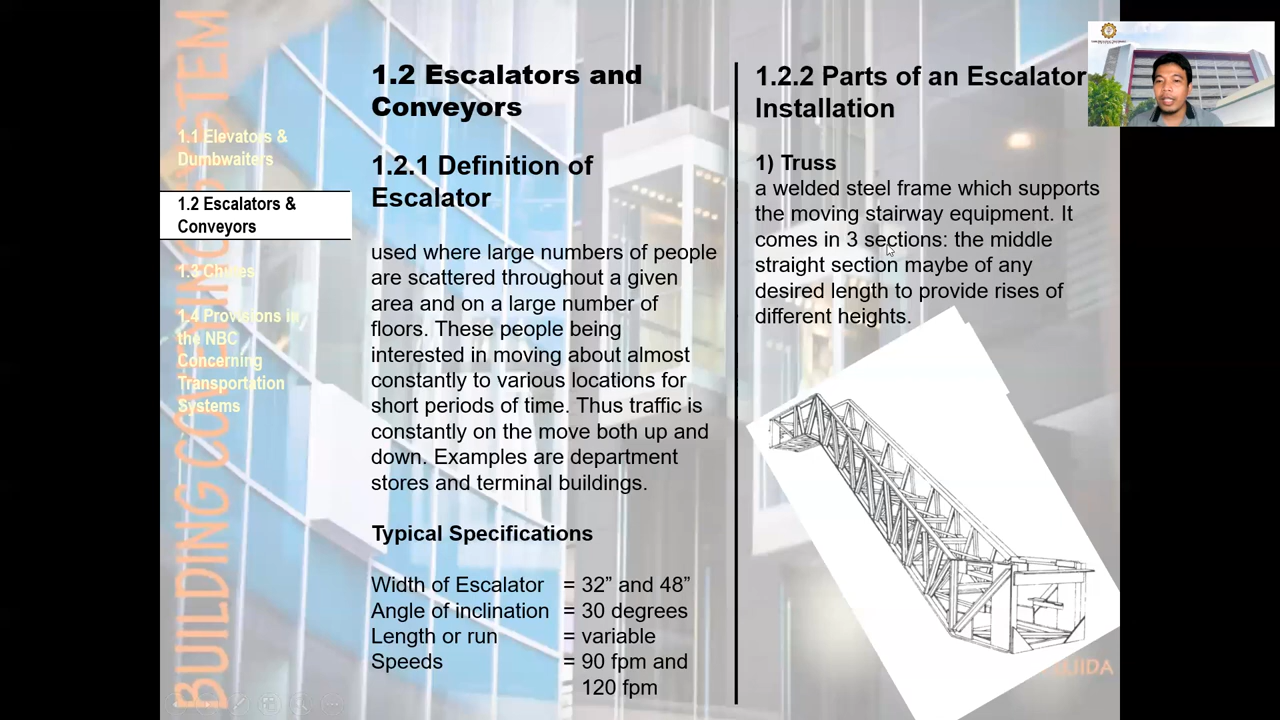 BUILDING CONVEYING SYSTEM
1.1 Elevators &
Dumbwaiters
1.2 Escalators &
Conveyors
1.3 Chutes
1.4 Provisions in
the NBC
Concerning
Transportation
Systems
1.2 Escalators and
Conveyors
1.2.1 Definition of
Escalator
used where large numbers of people
are scattered throughout a given
area and on a large number of
floors. These people being
interested in moving about almost
constantly to various locations for
short periods of time. Thus traffic is
constantly on the move both up and
down. Examples are department
stores and terminal buildings.
Typical Specifications
Width of Escalator = 32” and 48”
Angle of inclination = 30 degrees
Length or run = variable
Speeds = 90 fpm and
120 fpm
1.2.2 Parts of an Escalator
Installation
1) Truss
a welded steel frame which supports
the moving stairway equipment. It
comes in 3 sections: the middle
straight section maybe of any
desired length to provide rises of
different heights.